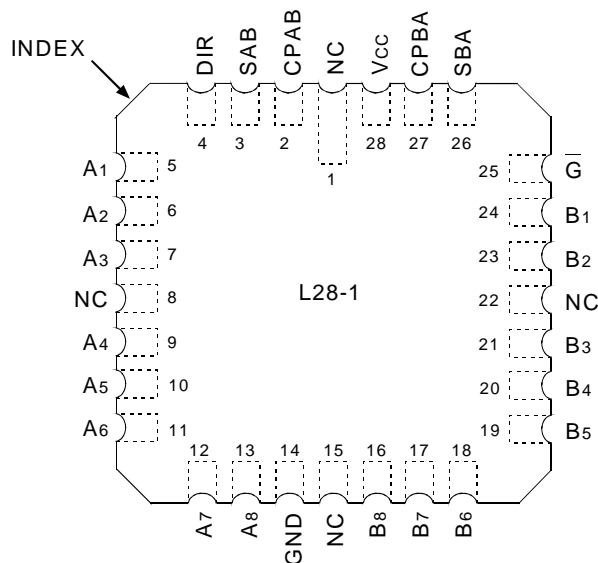 INDEX
DIR SAB CPAB NC Vcc CPBA SBA
4 3 2 28 27 26
1
A1 5 25 G̅
A2 6 24 B1
A3 7 23 B2
NC 8 L28-1 22 NC
A4 9 21 B3
A5 10 20 B4
A6 11 19 B5
12 13 14 15 16 17 18
A7 A8 GND NC B8 B7 B6